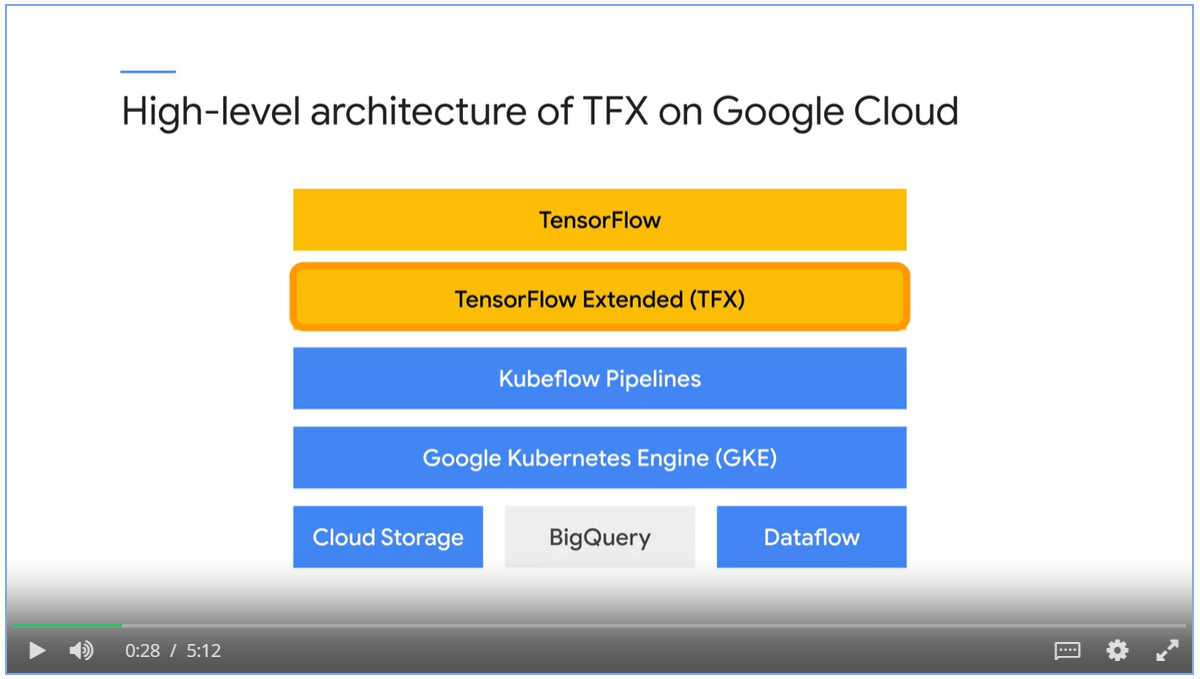 High-level architecture of TFX on Google Cloud
TensorFlow
TensorFlow Extended (TFX)
Kubeflow Pipelines
Google Kubernetes Engine (GKE)
Cloud Storage
BigQuery
Dataflow
0:28 / 5:12